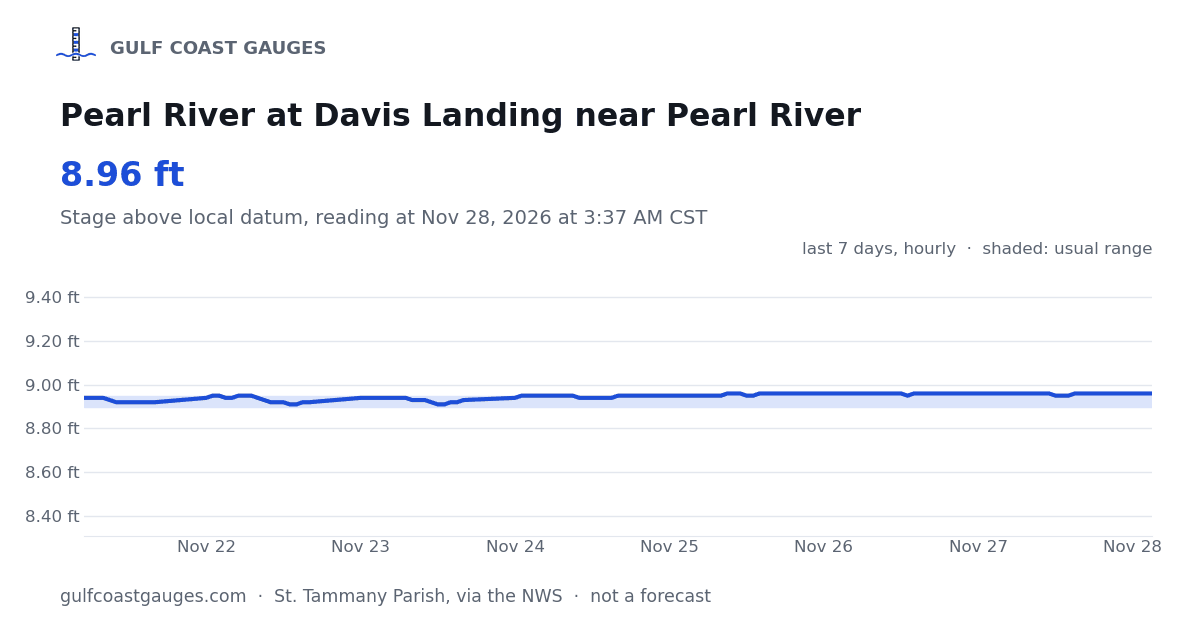 GULF COAST GAUGES
Pearl River at Davis Landing near Pearl River
8.96 ft
Stage above local datum, reading at Nov 28, 2026 at 3:37 AM CST
last 7 days, hourly · shaded: usual range
9.40 ft
9.20 ft
9.00 ft
8.80 ft
8.60 ft
8.40 ft
Nov 22 Nov 23 Nov 24 Nov 25 Nov 26 Nov 27 Nov 28
gulfcoastgauges.com · St. Tammany Parish, via the NWS · not a forecast